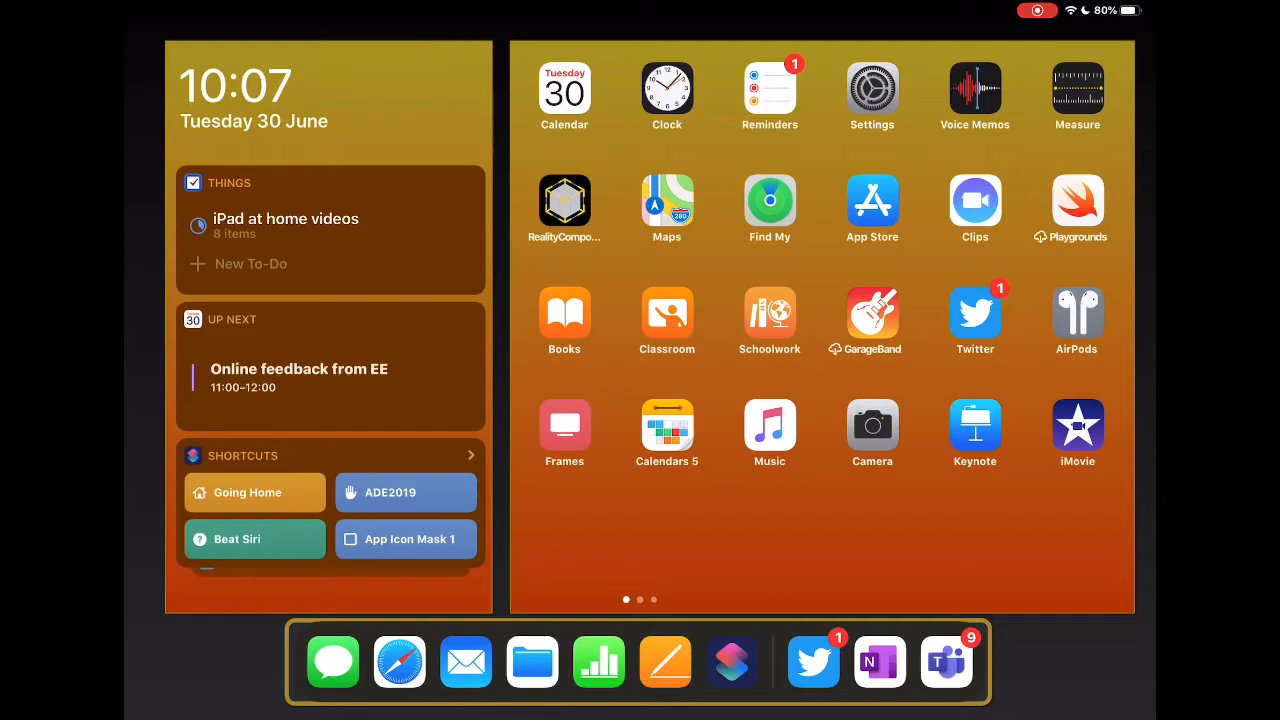 80%
10:07
Tuesday 30 June
THINGS
iPad at home videos
8 items
New To-Do
30
UP NEXT
Online feedback from EE
11:00–12:00
SHORTCUTS
Going Home
ADE2019
Beat Siri
App Icon Mask 1
Tuesday
30
1
Calendar
Clock
Reminders
Settings
Voice Memos
Measure
280
RealityCompo...
Maps
Find My
App Store
Clips
Playgrounds
1
Books
Classroom
Schoolwork
GarageBand
Twitter
AirPods
Frames
Calendars 5
Music
Camera
Keynote
iMovie
1
9
N
T